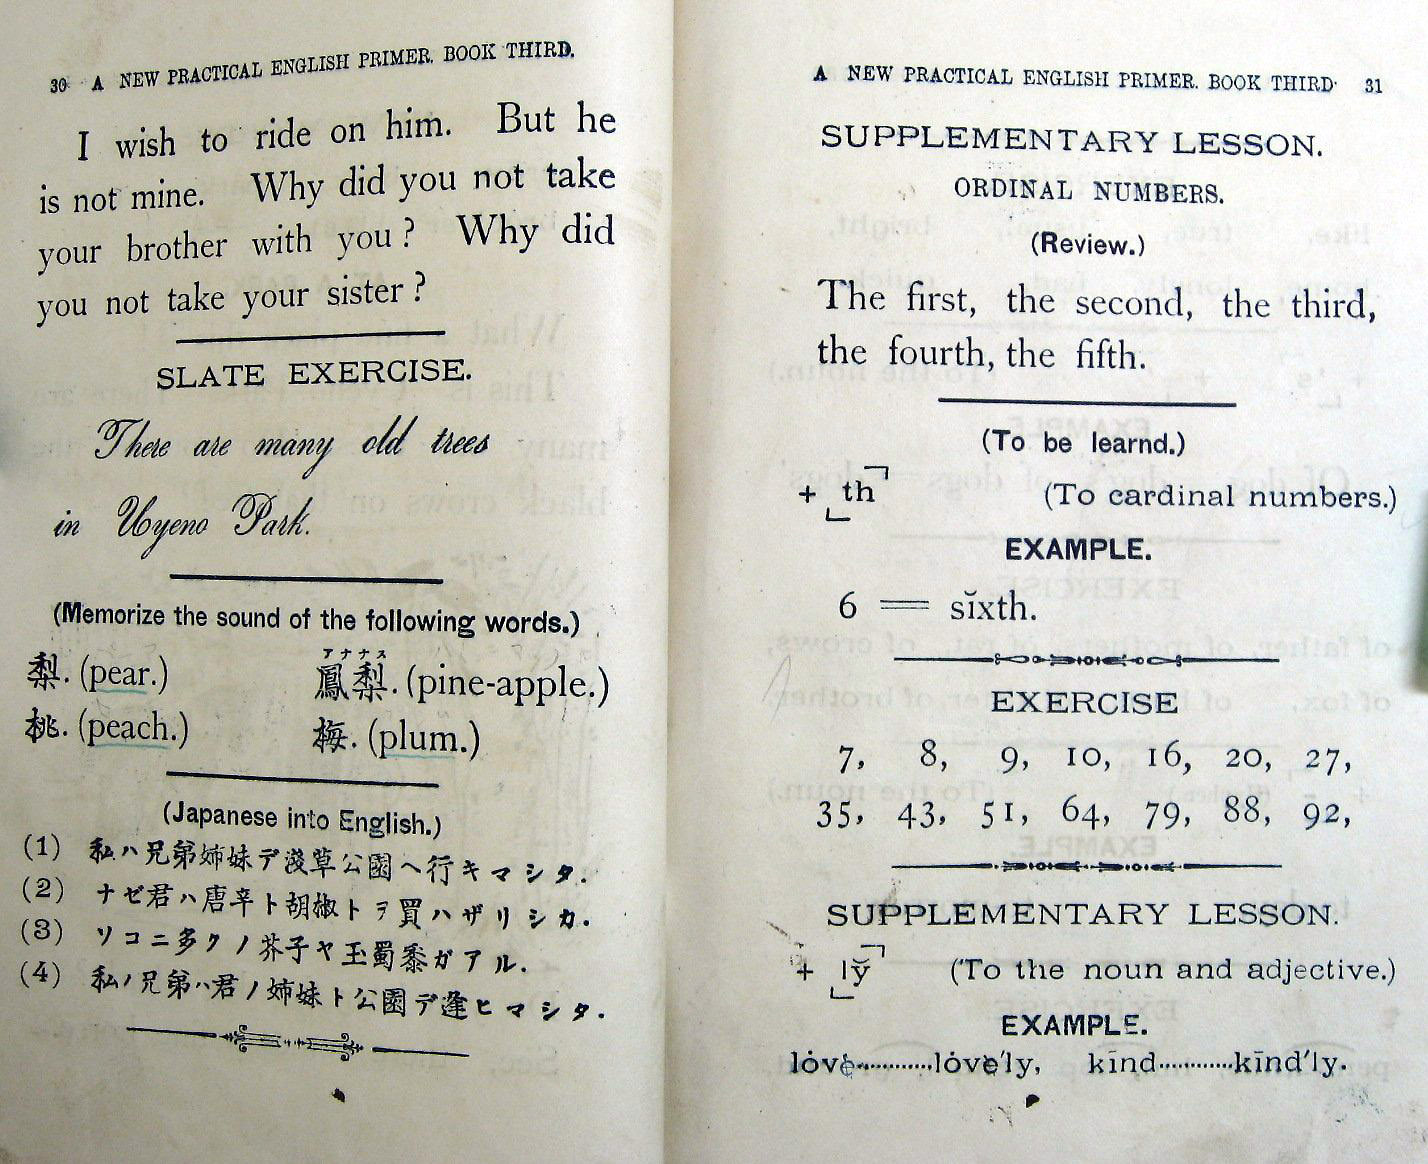 30 A NEW PRACTICAL ENGLISH PRIMER. BOOK THIRD.
I wish to ride on him. But he
is not mine. Why did you not take
your brother with you? Why did
you not take your sister?
SLATE EXERCISE.
There are many old trees
in Uyeno Park.
(Memorize the sound of the following words.)
アナナス
梨. (pear.) 鳳梨. (pine-apple.)
桃. (peach.) 梅. (plum.)
(Japanese into English.)
(1) 私ハ兄弟姉妹デ淺草公園ヘ行キマシタ.
(2) ナゼ君ハ唐辛ト胡椒トヲ買ハザリシカ.
(3) ソコニ多クノ芥子ヤ玉蜀黍ガアル.
(4) 私ノ兄弟ハ君ノ姉妹ト公園デ逢ヒマシタ.
A NEW PRACTICAL ENGLISH PRIMER. BOOK THIRD. 31
SUPPLEMENTARY LESSON.
ORDINAL NUMBERS.
(Review.)
The first, the second, the third,
the fourth, the fifth.
(To be learnd.)
+ th (To cardinal numbers.)
EXAMPLE.
6 = sĭxth.
EXERCISE
7, 8, 9, 10, 16, 20, 27,
35, 43, 51, 64, 79, 88, 92,
SUPPLEMENTARY LESSON.
+ ly̆ (To the noun and adjective.)
EXAMPLE.
lȯve............lȯve'ly, kīnd............kīnd'ly.